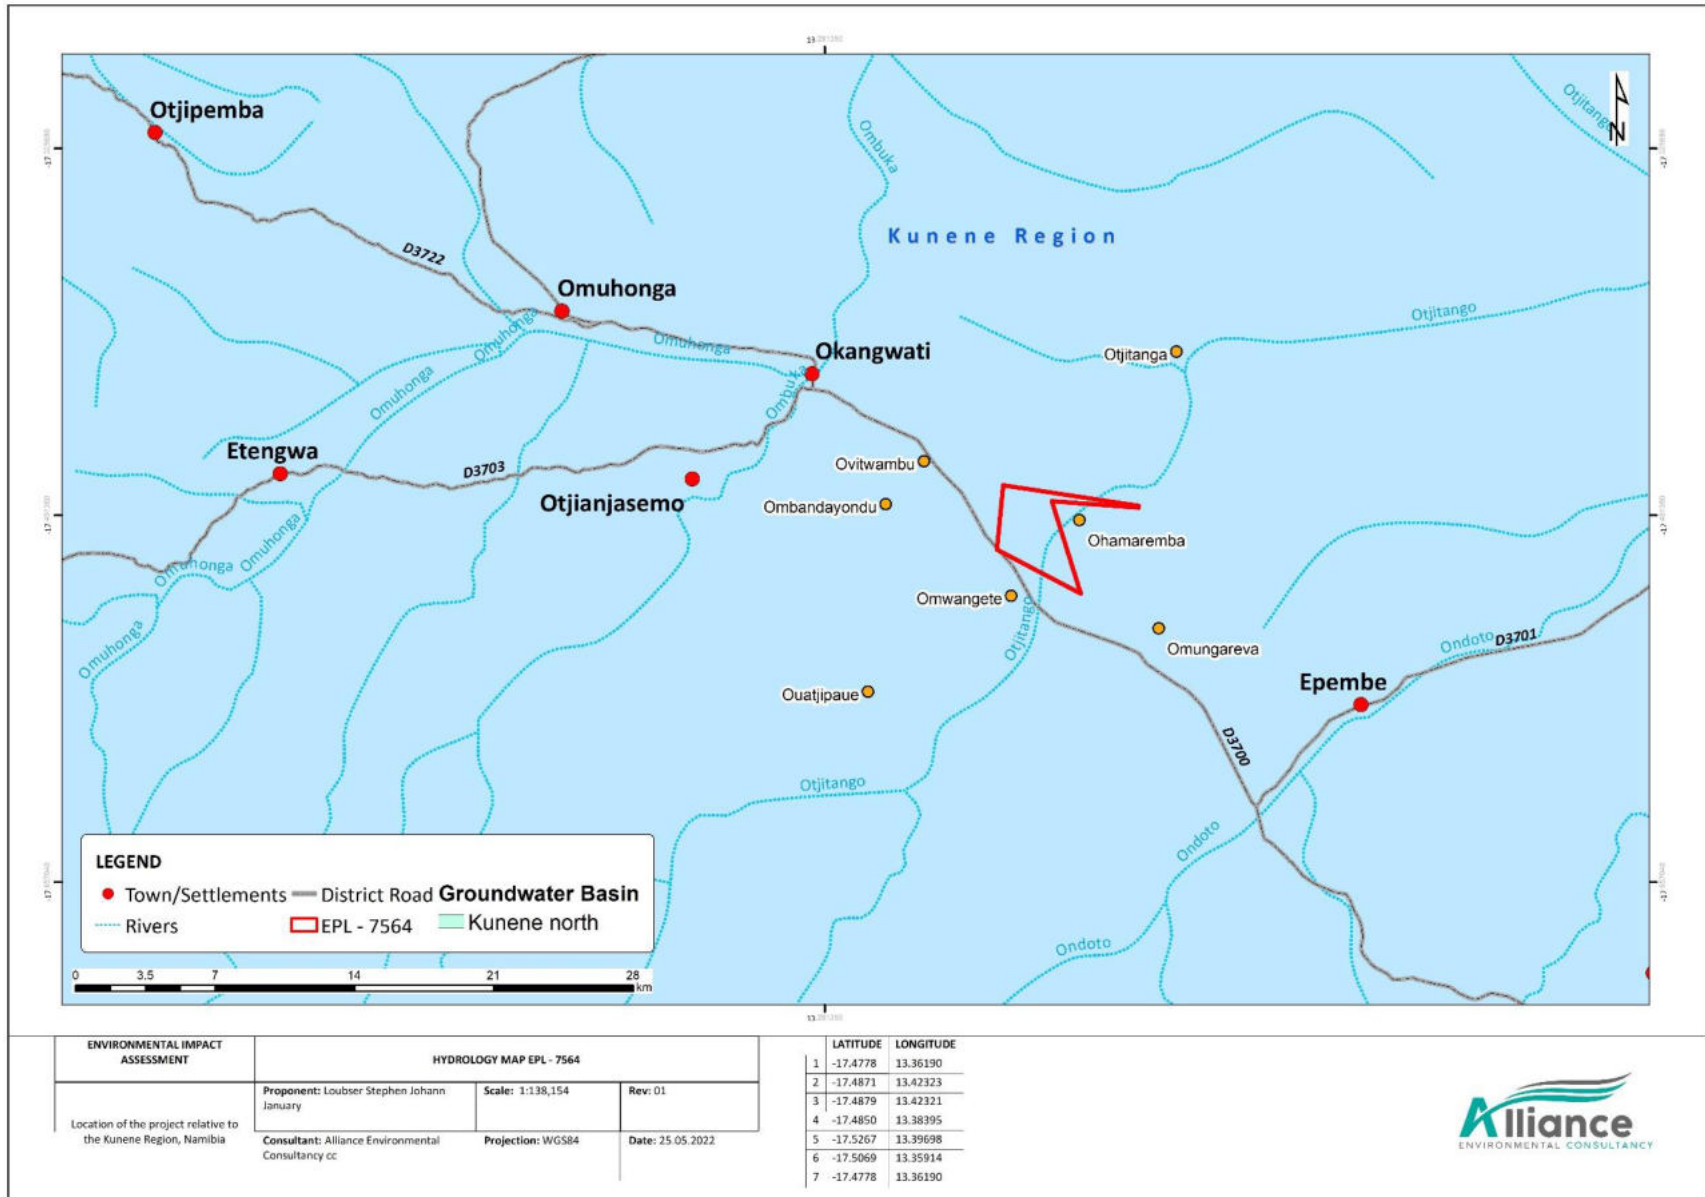 13.281280
Otjipemba
Ombuka
Otjitango
N
Kunene Region
D3722
Omuhonga
Omuhonga
Omuhonga
Okangwati
Otjitanga
Otjitango
Ombuka
Omuhonga
Etengwa
D3703
Otjianjasemo
Ovitwambu
Ombandayondu
Ohamaremba
Omuhonga
Omuhonga
Omwangete
Otjitango
Omungareva
Ondoto
D3701
Omuhonga
Ouatjipaue
Epembe
D3700
Otjitango
Ondoto
Ondoto
LEGEND
Town/Settlements District Road Groundwater Basin
Rivers EPL - 7564 Kunene north
0 3.5 7 14 21 28
km
13.281280
ENVIRONMENTAL IMPACT
ASSESSMENT
HYDROLOGY MAP EPL - 7564
Location of the project relative to
the Kunene Region, Namibia
Proponent: Loubser Stephen Johann
January
Scale: 1:138,154
Rev: 01
Consultant: Alliance Environmental
Consultancy cc
Projection: WGS84
Date: 25.05.2022
LATITUDE LONGITUDE
1 -17.4778 13.36190
2 -17.4871 13.42323
3 -17.4879 13.42321
4 -17.4850 13.38395
5 -17.5267 13.39698
6 -17.5069 13.35914
7 -17.4778 13.36190
Alliance
ENVIRONMENTAL CONSULTANCY